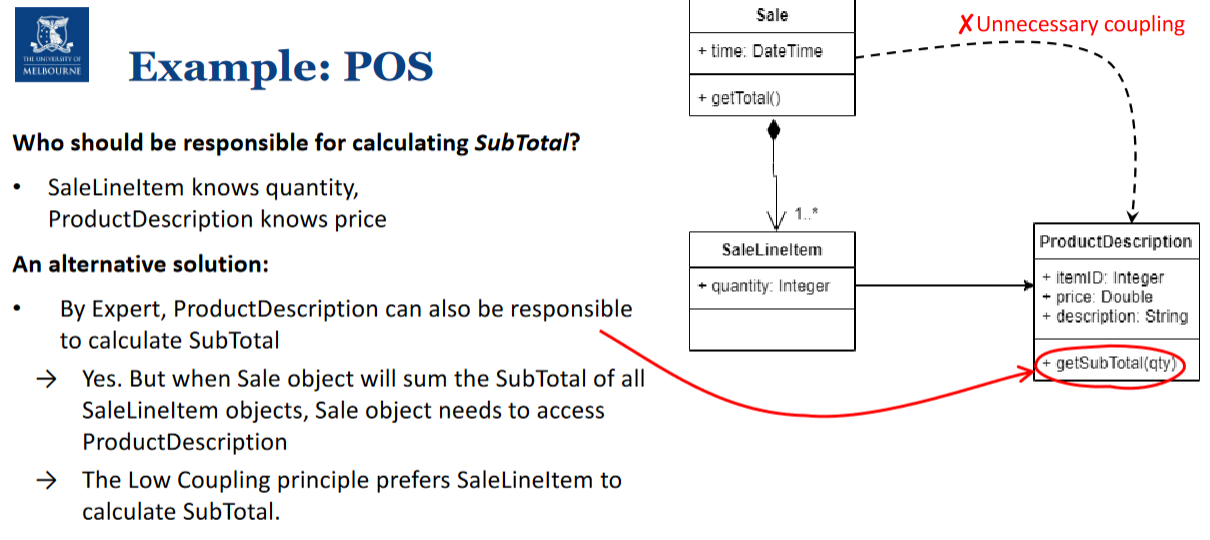 THE UNIVERSITY OF
MELBOURNE
Example: POS
Who should be responsible for calculating SubTotal?
• SaleLineItem knows quantity,
ProductDescription knows price
An alternative solution:
• By Expert, ProductDescription can also be responsible
to calculate SubTotal
→ Yes. But when Sale object will sum the SubTotal of all
SaleLineItem objects, Sale object needs to access
ProductDescription
→ The Low Coupling principle prefers SaleLineItem to
calculate SubTotal.
Sale
+ time: DateTime
+ getTotal()
✗Unnecessary coupling
1..*
SaleLineItem
+ quantity: Integer
ProductDescription
+ itemID: Integer
+ price: Double
+ description: String
+ getSubTotal(qty)